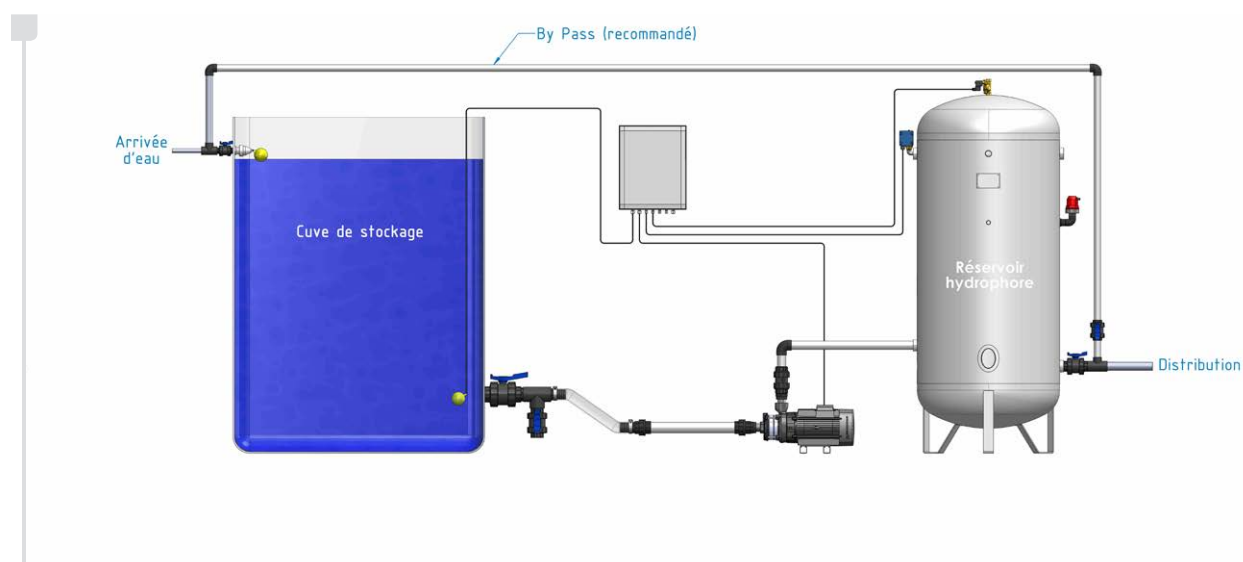 By Pass (recommandé)
Arrivée
d'eau
Cuve de stockage
Réservoir
hydrophore
Distribution